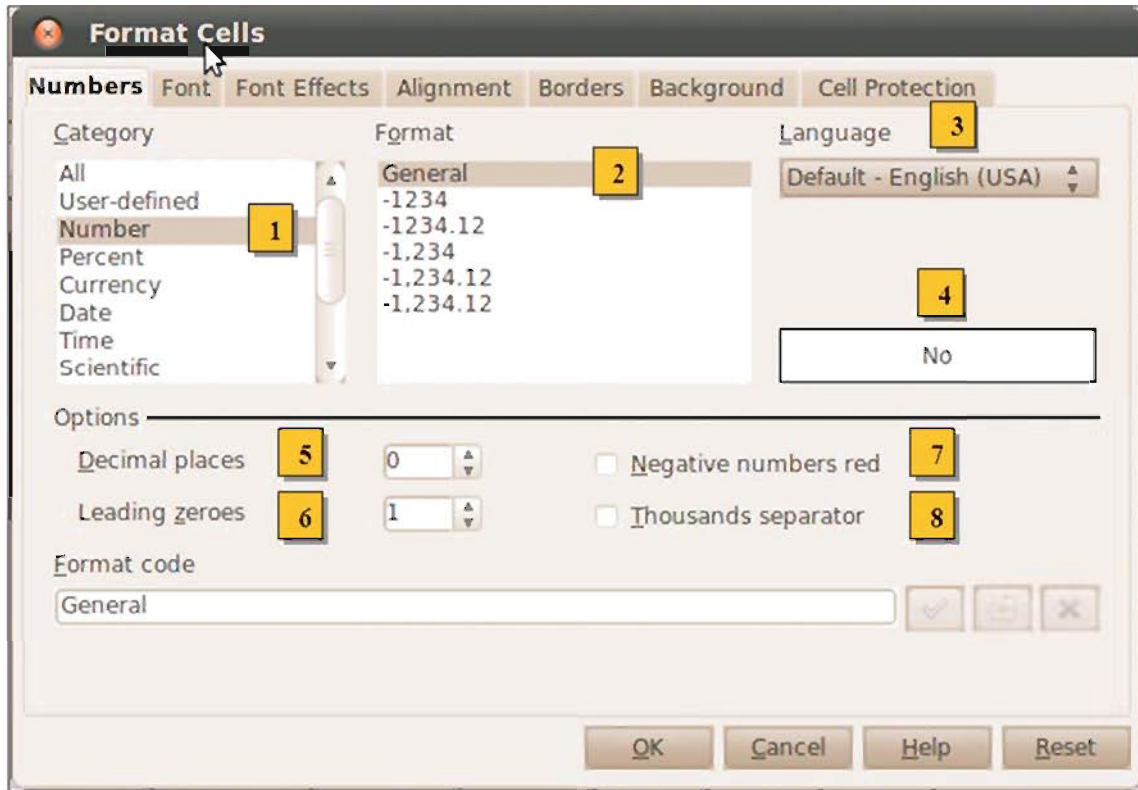 Format Cells
Numbers Font Font Effects Alignment Borders Background Cell Protection
Category
All
User-defined
Number 1
Percent
Currency
Date
Time
Scientific
Format
General 2
-1234
-1234.12
-1,234
-1,234.12
-1,234.12
Language 3
Default - English (USA)
4
No
Options
Decimal places 5 0
Negative numbers red 7
Leading zeroes 6 1
Thousands separator 8
Format code
General
OK Cancel Help Reset